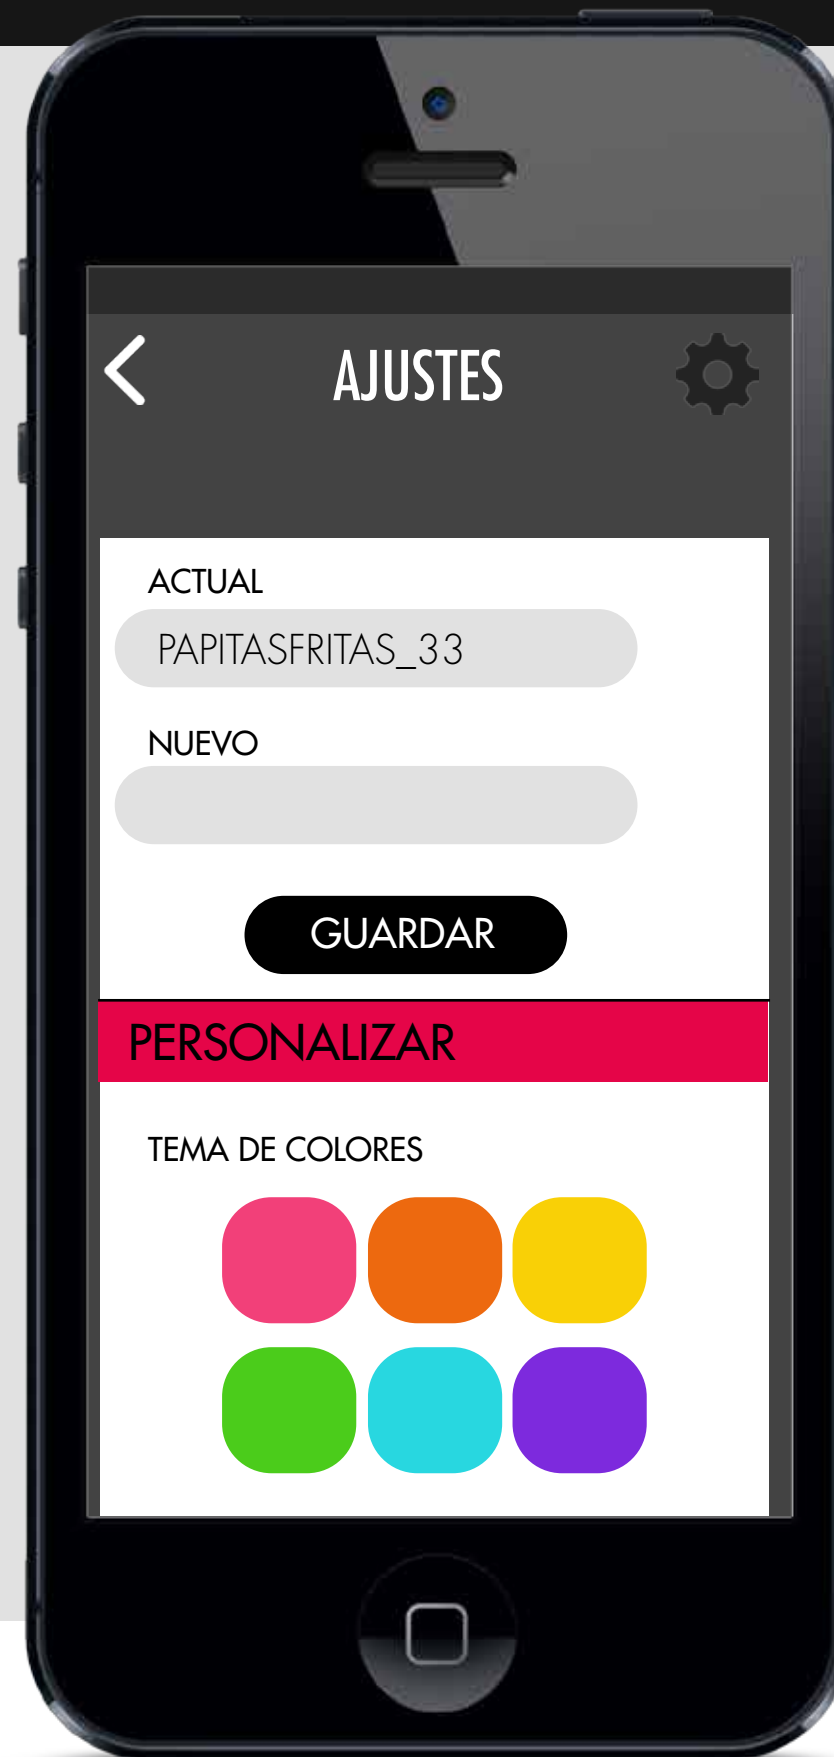 AJUSTES
ACTUAL
PAPITASFRITAS_33
NUEVO
GUARDAR
PERSONALIZAR
TEMA DE COLORES